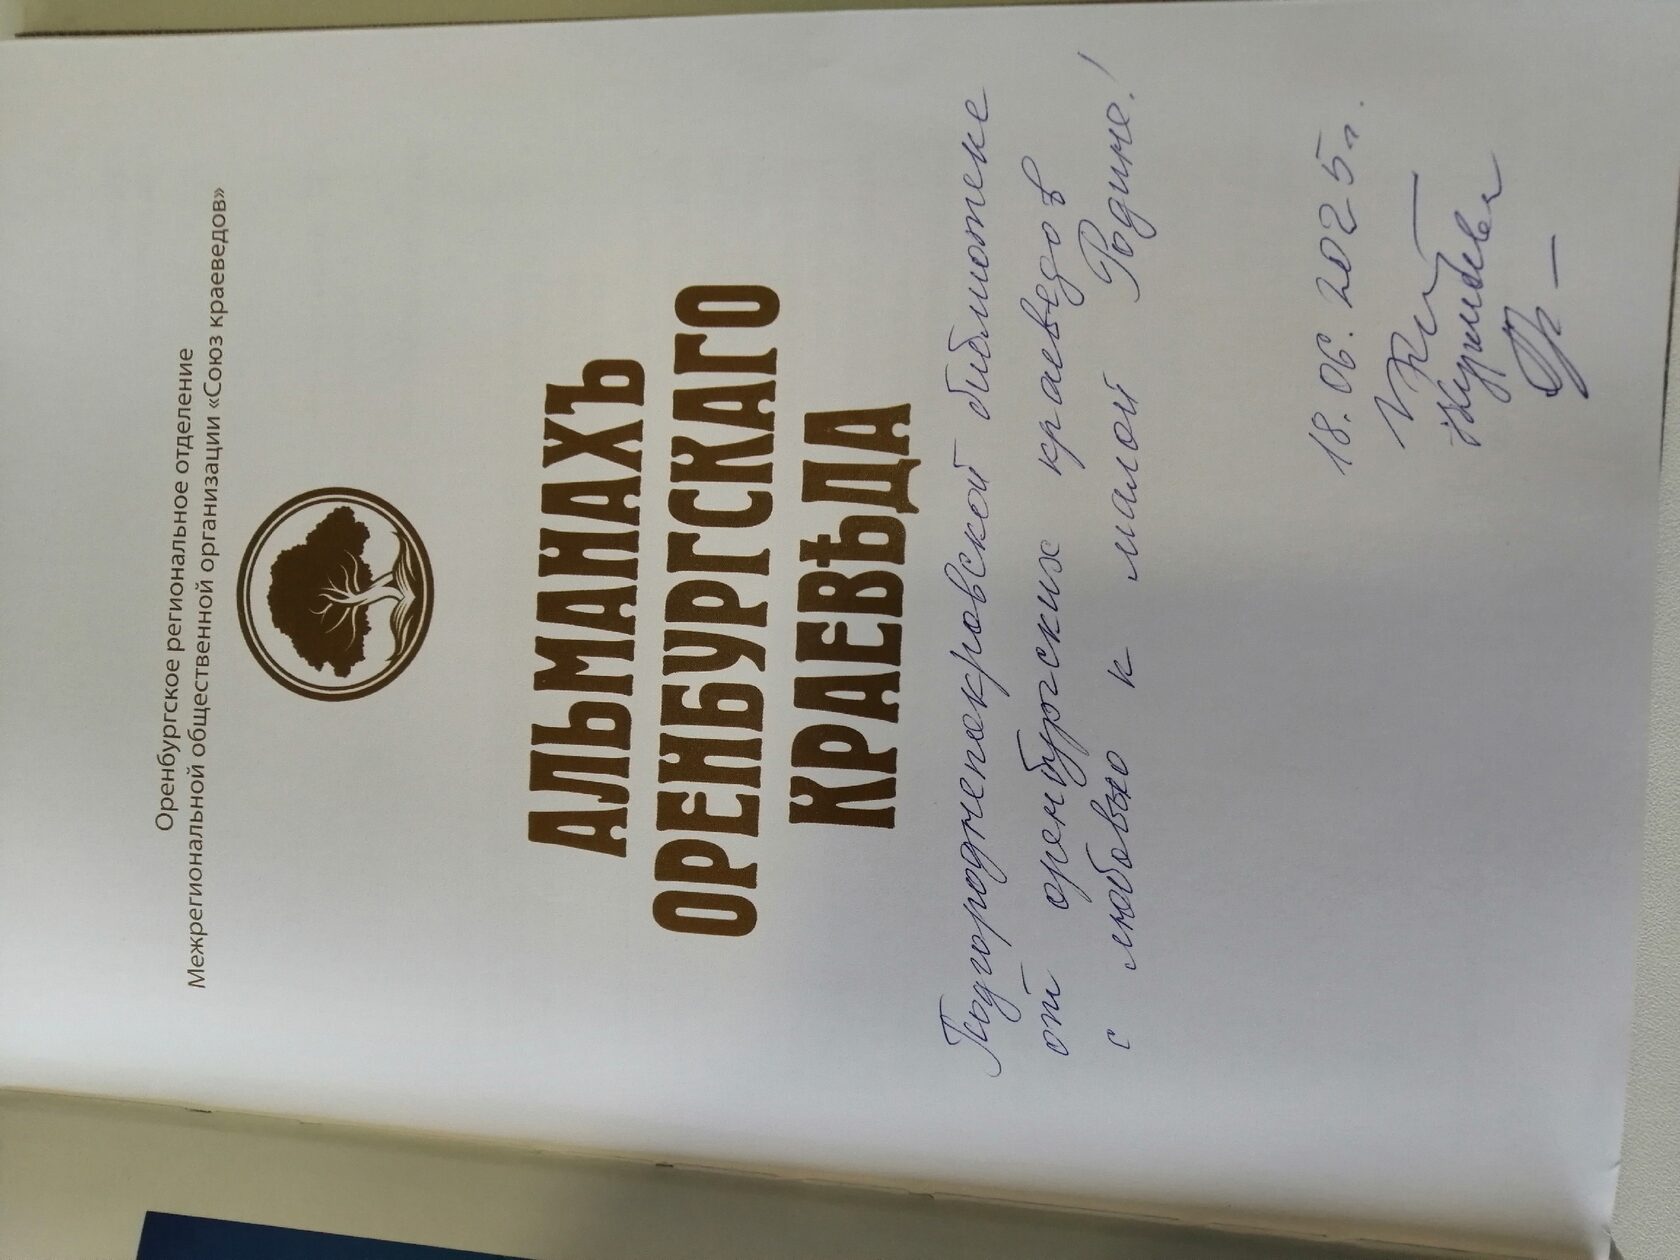 Оренбургское региональное отделение
Межрегиональной общественной организации «Союз краеведов»
АЛЬМАНАХЪ
ОРЕНБУРГСКАГО
КРАЕВѢДА
Подгороднепокровской библиотеке
от оренбургских краеведов
с любовью к малой Родине!
18.06.2025г.